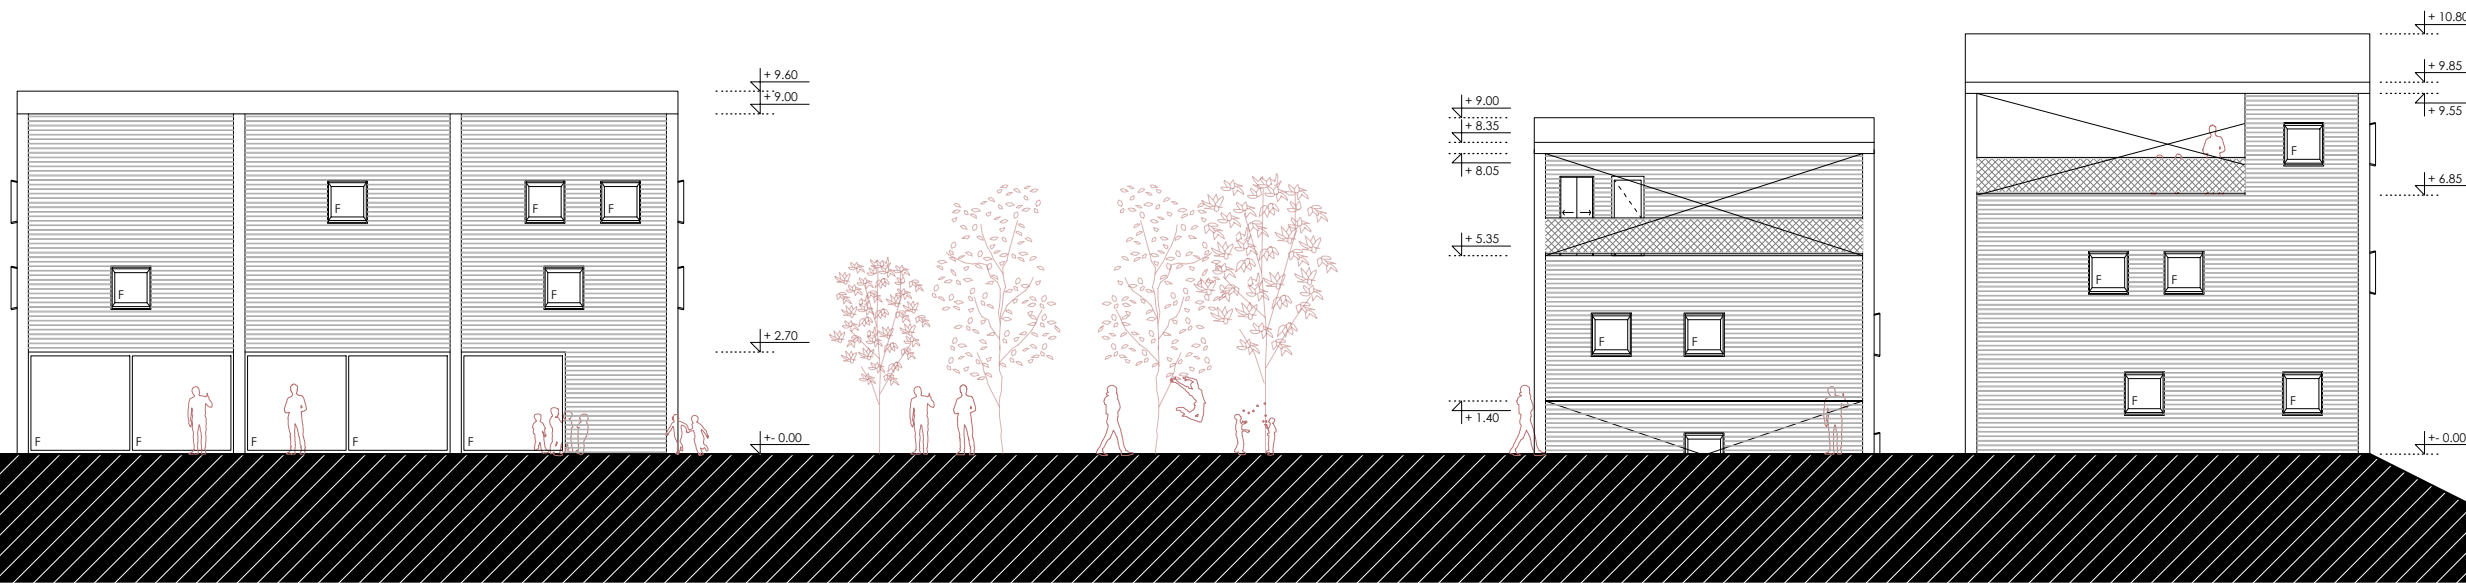 + 10.80
+ 9.85
+ 9.60
+ 9.00
+ 9.00
+ 9.55
+ 8.35
F
+ 8.05
+ 6.85
F
F
F
+ 5.35
F
F
F
F
+ 2.70
F
F
F
F
+ 1.40
+- 0.00
+- 0.00
F
F
F
F
F